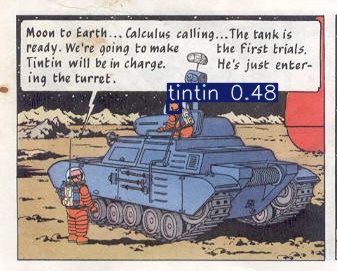 Moon to Earth... Calculus calling... The tank is
ready. We're going to make the first trials.
Tintin will be in charge. He's just enter-
ing the turret.
tintin 0.48